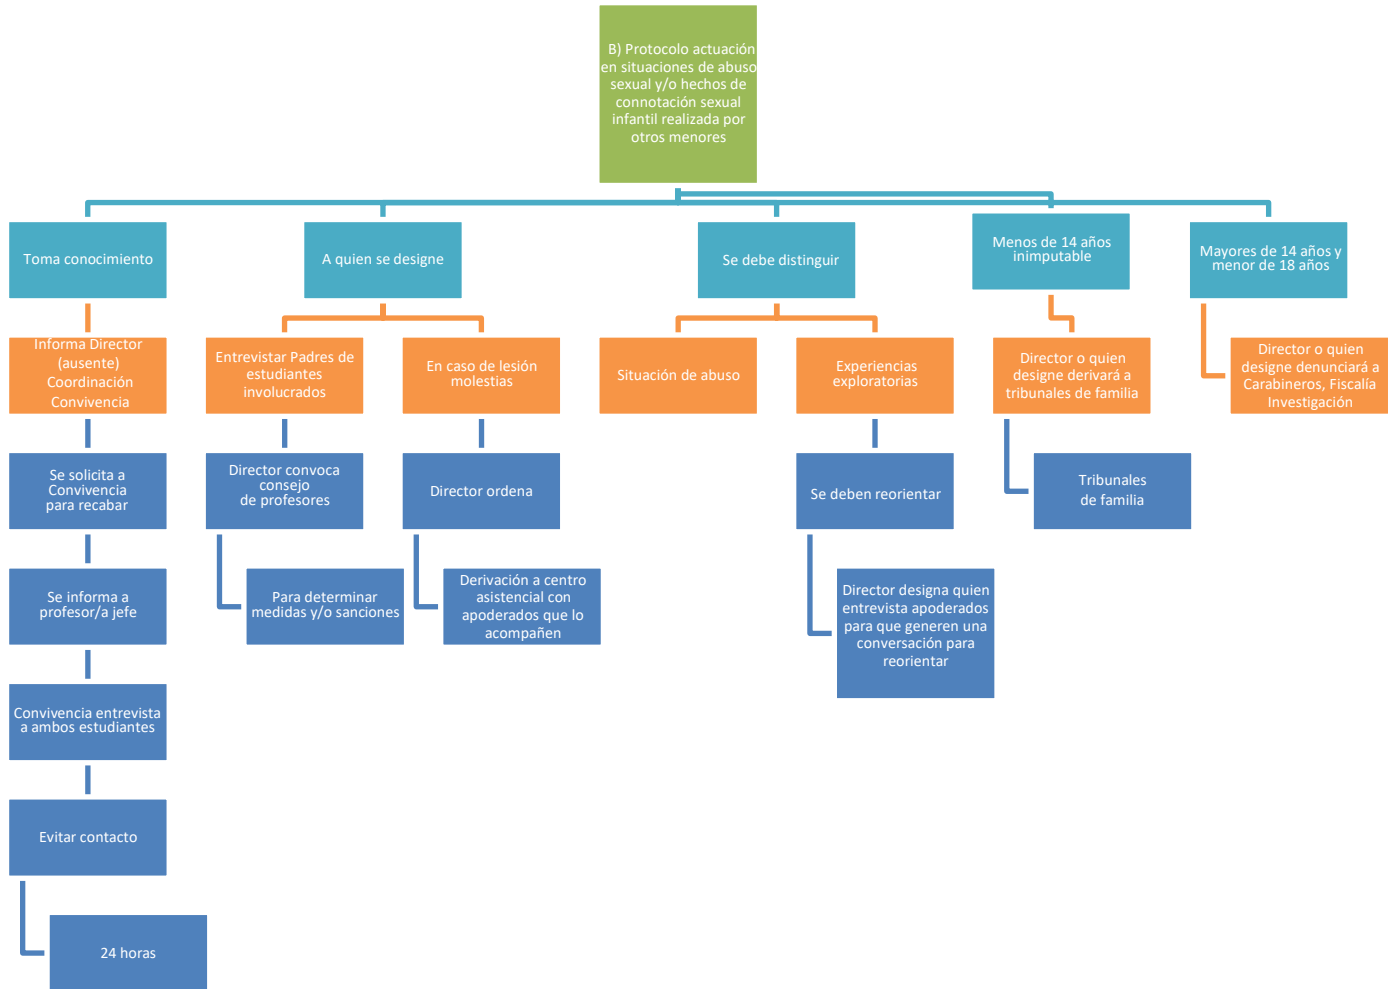 B) Protocolo actuación
en situaciones de abuso
sexual y/o hechos de
connotación sexual
infantil realizada por
otros menores
Toma conocimiento
A quien se designe
Se debe distinguir
Menos de 14 años
inimputable
Mayores de 14 años y
menor de 18 años
Informa Director
(ausente)
Coordinación
Convivencia
Entrevistar Padres de
estudiantes
involucrados
En caso de lesión
molestias
Situación de abuso
Experiencias
exploratorias
Director o quien
designe derivará a
tribunales de familia
Director o quien
designe denunciará a
Carabineros, Fiscalía
Investigación
Se solicita a
Convivencia
para recabar
Director convoca
consejo
de profesores
Director ordena
Se deben reorientar
Tribunales
de familia
Se informa a
profesor/a jefe
Para determinar
medidas y/o sanciones
Derivación a centro
asistencial con
apoderados que lo
acompañen
Director designa quien
entrevista apoderados
para que generen una
conversación para
reorientar
Convivencia entrevista
a ambos estudiantes
Evitar contacto
24 horas